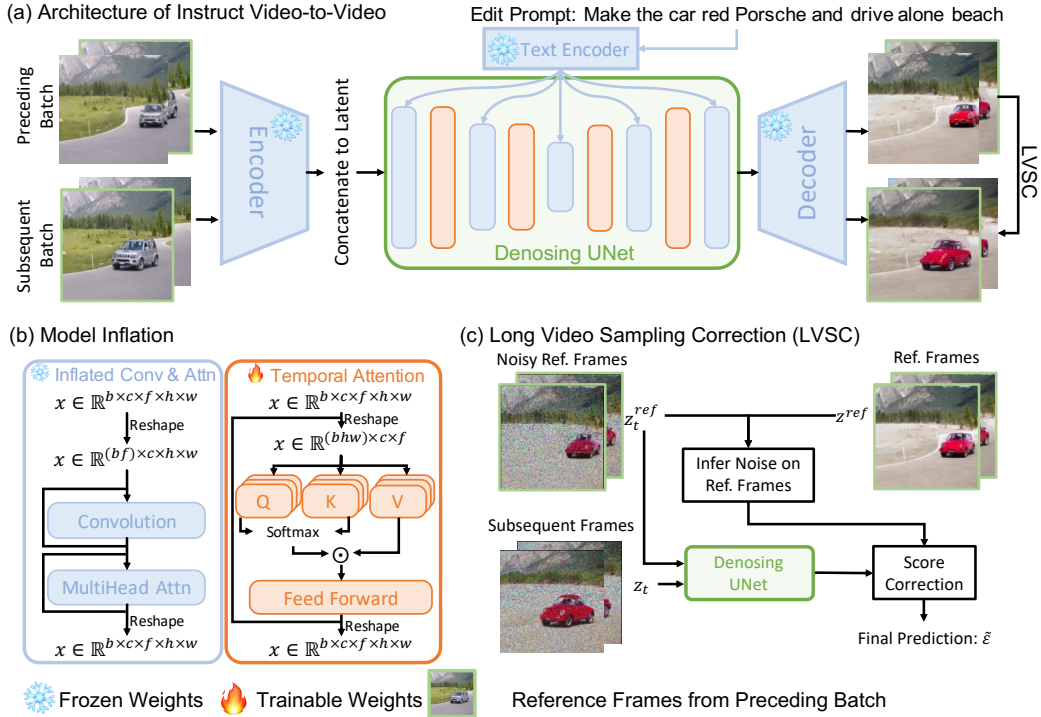 (a) Architecture of Instruct Video-to-Video
Edit Prompt: Make the car red Porsche and drive alone beach
Preceding
Batch
Subsequent
Batch
Encoder
Concatenate to Latent
Text Encoder
Denosing UNet
Decoder
LVSC
(b) Model Inflation
Inflated Conv & Attn
x ∈ ℝ^{b×c×f×h×w}
Reshape
x ∈ ℝ^{(bf)×c×h×w}
Convolution
MultiHead Attn
Reshape
x ∈ ℝ^{b×c×f×h×w}
Temporal Attention
x ∈ ℝ^{b×c×f×h×w}
Reshape
x ∈ ℝ^{(bhw)×c×f}
Q K V
Softmax
Feed Forward
Reshape
x ∈ ℝ^{b×c×f×h×w}
(c) Long Video Sampling Correction (LVSC)
Noisy Ref. Frames
Ref. Frames
z_t^{ref}
z^{ref}
Infer Noise on
Ref. Frames
Subsequent Frames
z_t
Denosing
UNet
Score
Correction
Final Prediction: ε̃
Frozen Weights
Trainable Weights
Reference Frames from Preceding Batch